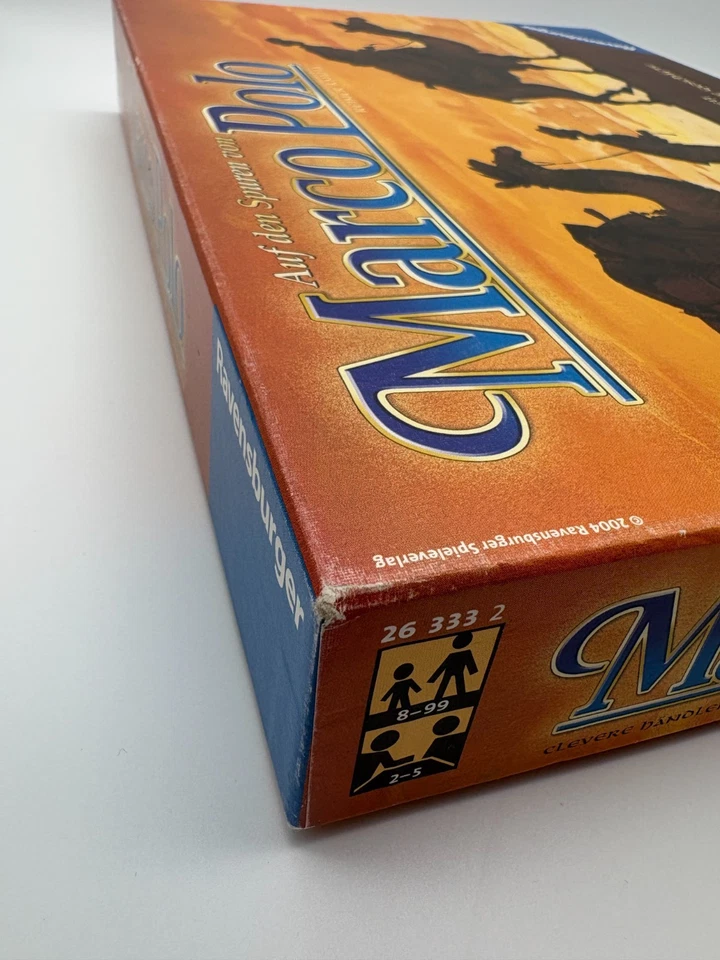 Auf den Spuren von
Marco Polo
© 2004 Ravensburger Spieleverlag
Ravensburger
26 333 2
8–99
2–5